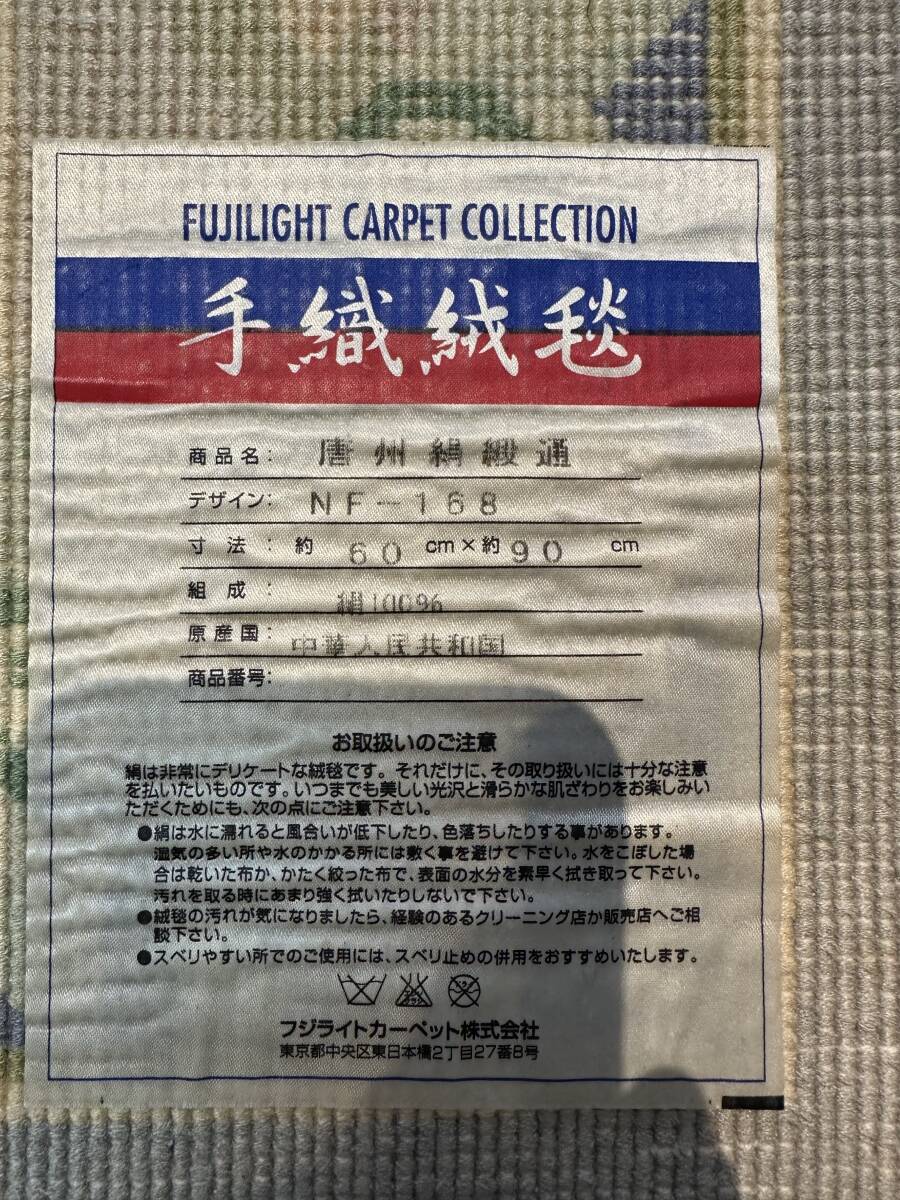 FUJILIGHT CARPET COLLECTION
手織絨毯
商品名: 唐州絹緞通
デザイン: NF-168
寸法: 約 60 cm×約 90 cm
組成: 絹100%
原産国: 中華人民共和国
商品番号:
お取扱いのご注意
絹は非常にデリケートな絨毯です。それだけに、その取り扱いには十分な注意
を払いたいものです。いつまでも美しい光沢と滑らかな肌ざわりをお楽しみい
ただくためにも、次の点にご注意下さい。
●絹は水に濡れると風合いが低下したり、色落ちしたりする事があります。
湿気の多い所や水のかかる所には敷く事を避けて下さい。水をこぼした場
合は乾いた布か、かたく絞った布で、表面の水分を素早く拭き取って下さい。
汚れを取る時にあまり強く拭いたりしないで下さい。
●絨毯の汚れが気になりましたら、経験のあるクリーニング店か販売店へご相
談下さい。
●スベリやすい所でのご使用には、スベリ止めの併用をおすすめいたします。
フジライトカーペット株式会社
東京都中央区東日本橋2丁目27番8号